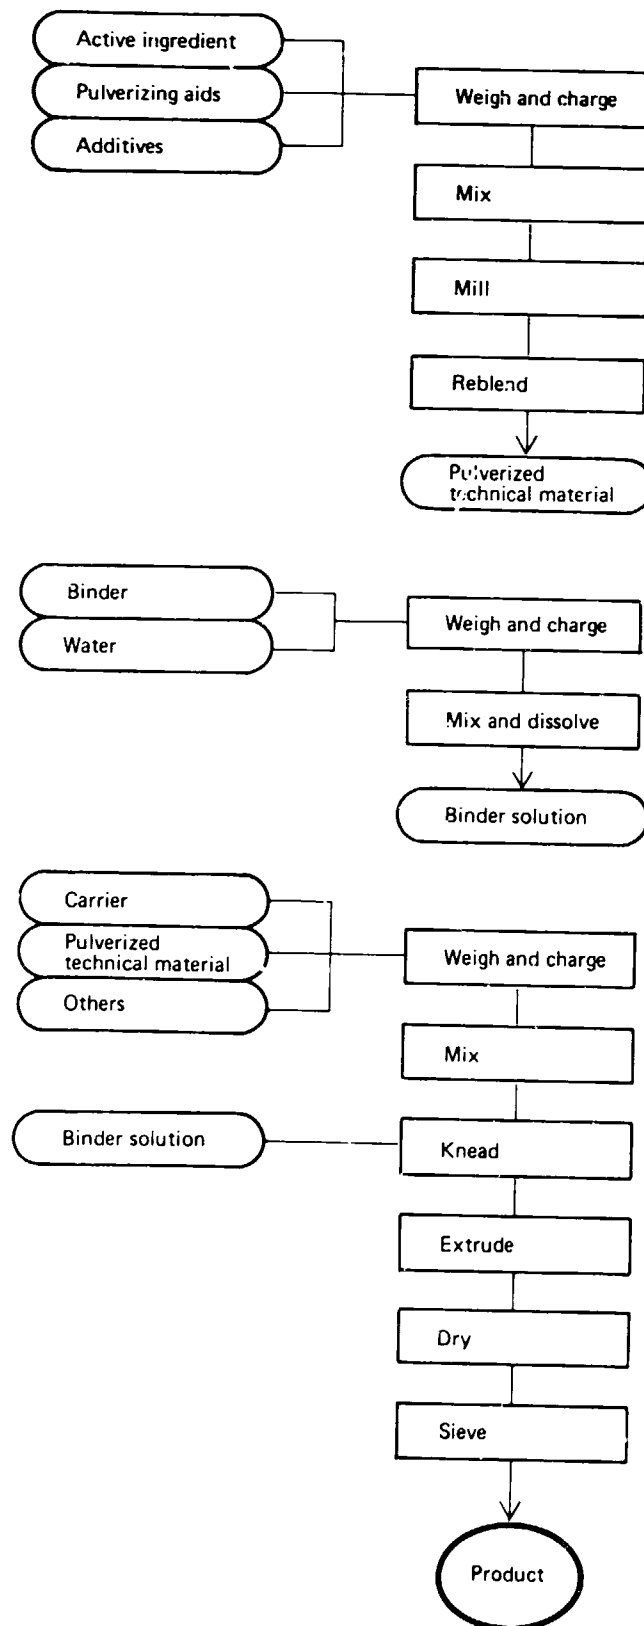 Active ingredient
Pulverizing aids
Additives
Weigh and charge
Mix
Mill
Reblend
Pulverized
technical material
Binder
Water
Weigh and charge
Mix and dissolve
Binder solution
Carrier
Pulverized
technical material
Others
Weigh and charge
Mix
Binder solution
Knead
Extrude
Dry
Sieve
Product